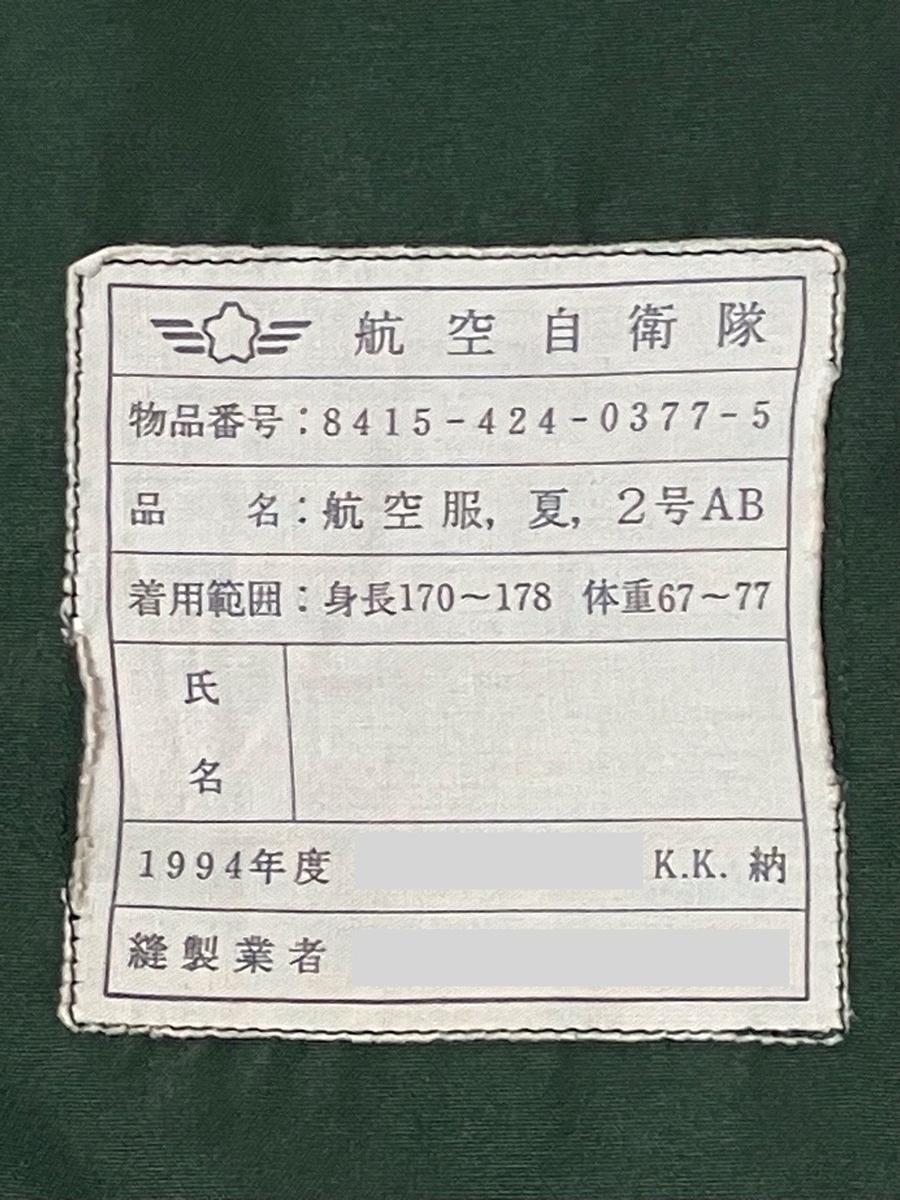 航空自衛隊
物品番号：8415-424-0377-5
品　名：航空服，夏，2号AB
着用範囲：身長170～178 体重67～77
氏
名
1994年度 K.K. 納
縫製業者